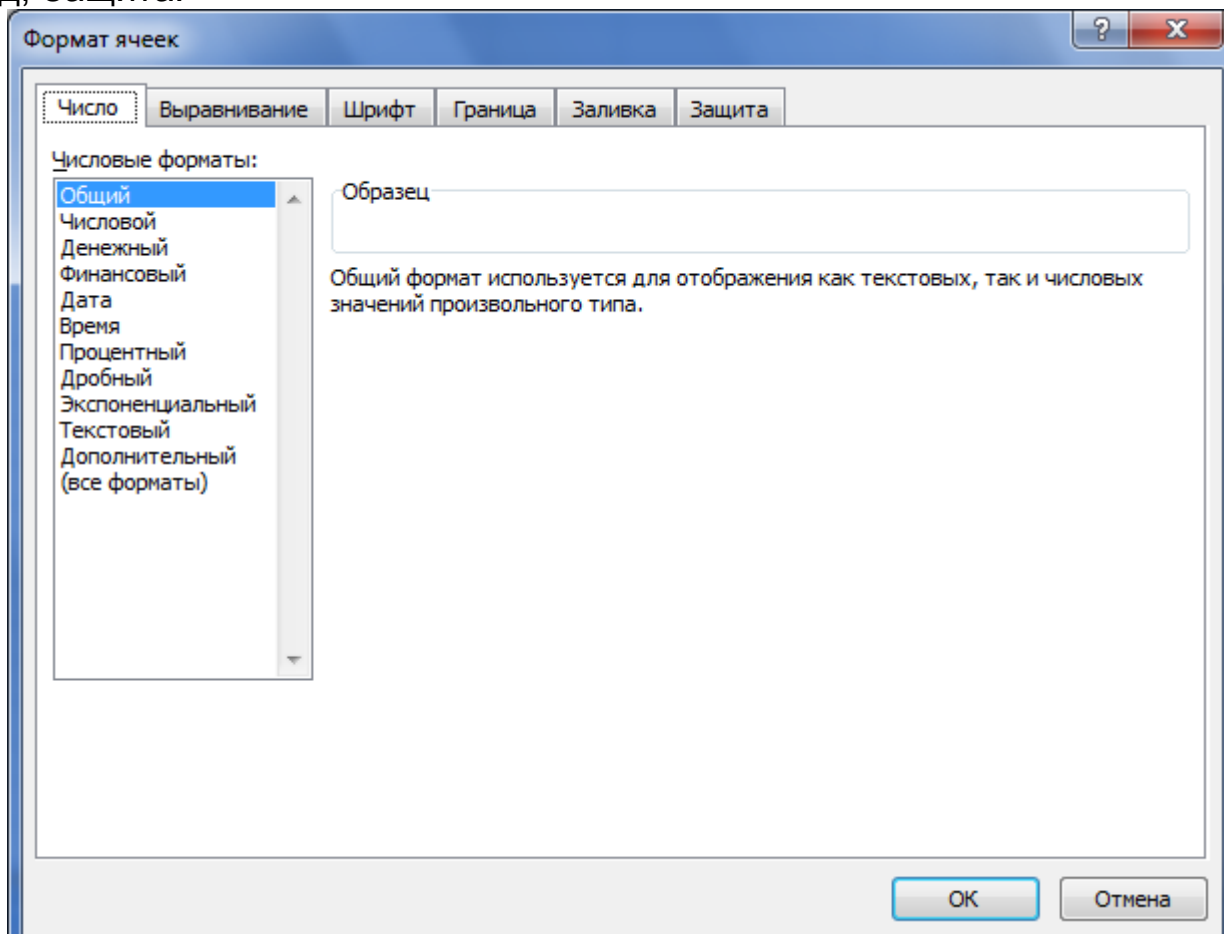 Формат ячеек
Число Выравнивание Шрифт Граница Заливка Защита
Числовые форматы:
Общий
Числовой
Денежный
Финансовый
Дата
Время
Процентный
Дробный
Экспоненциальный
Текстовый
Дополнительный
(все форматы)
Образец
Общий формат используется для отображения как текстовых, так и числовых
значений произвольного типа.
ОК Отмена